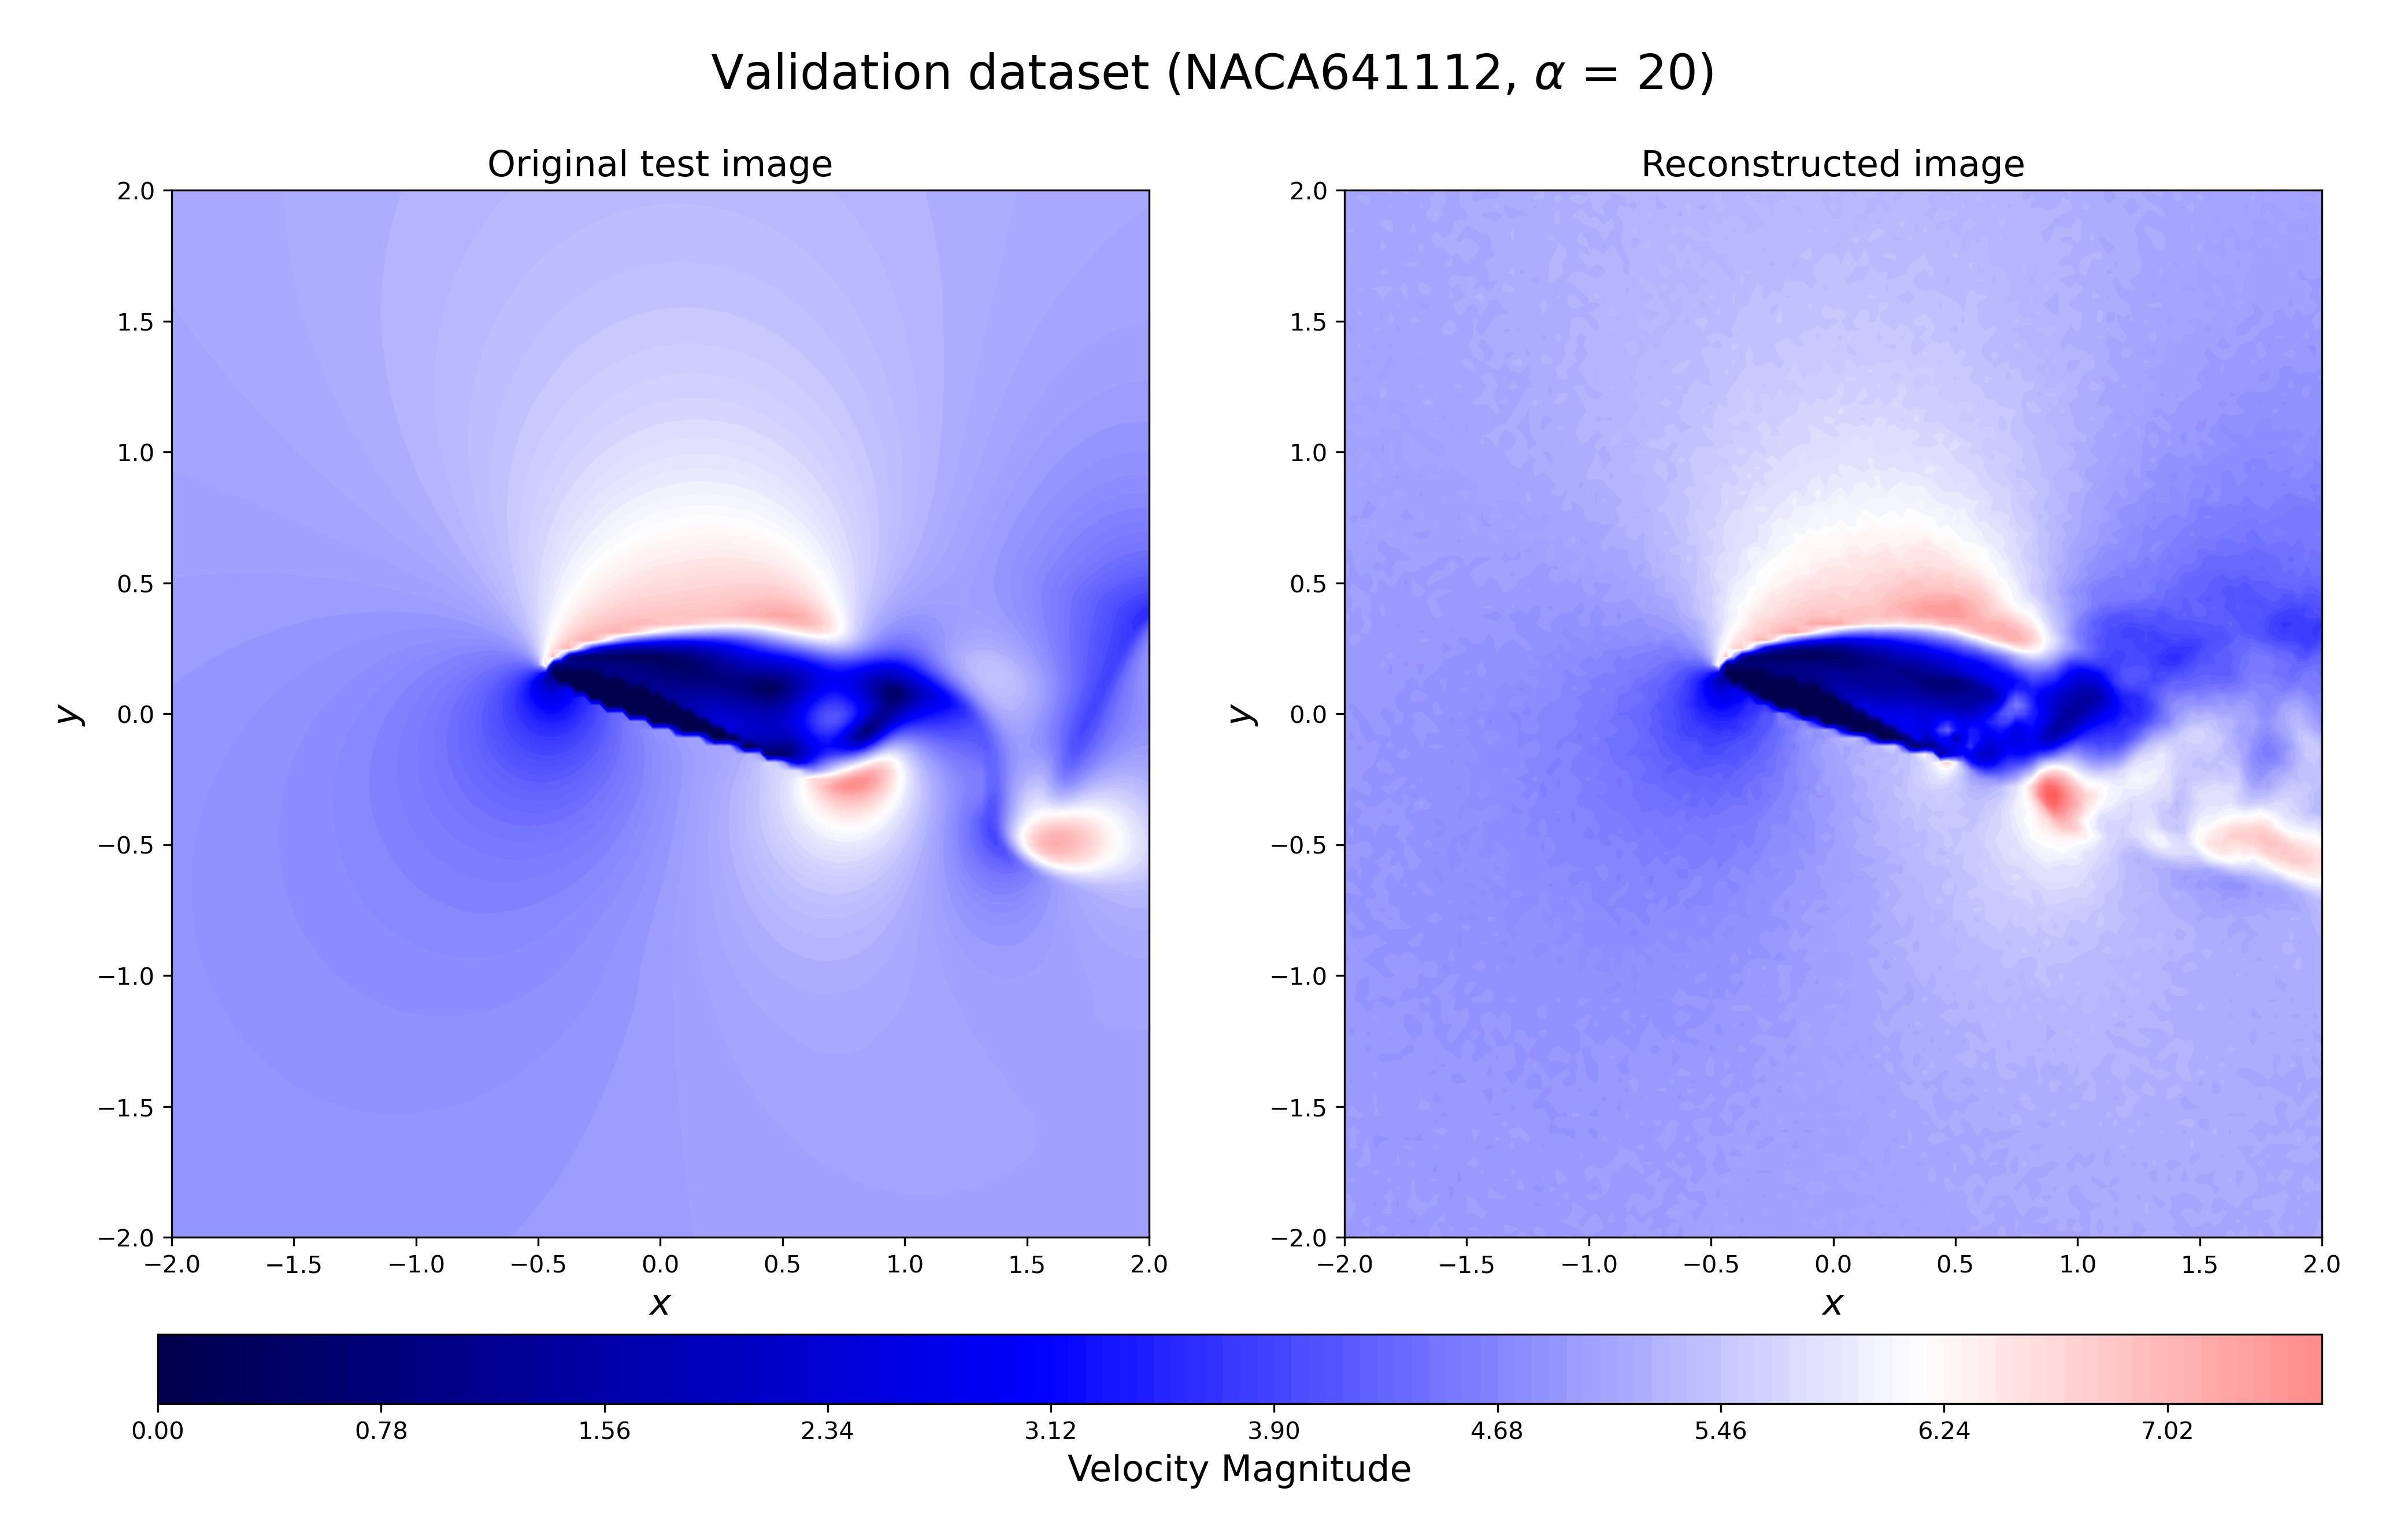 Validation dataset (NACA641112, α = 20)
Original test image
2.0
1.5
1.0
0.5
0.0
−0.5
−1.0
−1.5
−2.0
y
−2.0 −1.5 −1.0 −0.5 0.0 0.5 1.0 1.5 2.0
x
Reconstructed image
2.0
1.5
1.0
0.5
0.0
−0.5
−1.0
−1.5
−2.0
y
−2.0 −1.5 −1.0 −0.5 0.0 0.5 1.0 1.5 2.0
x
0.00 0.78 1.56 2.34 3.12 3.90 4.68 5.46 6.24 7.02
Velocity Magnitude